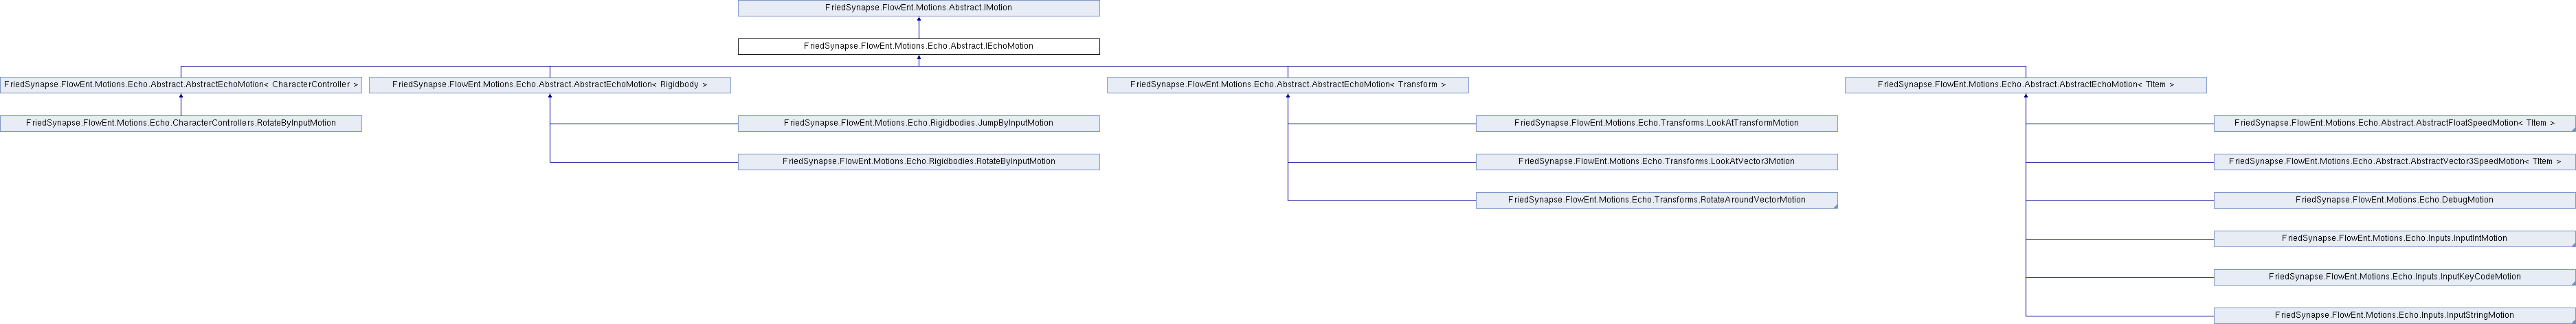 FriedSynapse.FlowEnt.Motions.Abstract.IMotion
FriedSynapse.FlowEnt.Motions.Echo.Abstract.IEchoMotion
FriedSynapse.FlowEnt.Motions.Echo.Abstract.AbstractEchoMotion< CharacterController >
FriedSynapse.FlowEnt.Motions.Echo.Abstract.AbstractEchoMotion< Rigidbody >
FriedSynapse.FlowEnt.Motions.Echo.Abstract.AbstractEchoMotion< Transform >
FriedSynapse.FlowEnt.Motions.Echo.Abstract.AbstractEchoMotion< TItem >
FriedSynapse.FlowEnt.Motions.Echo.CharacterControllers.RotateByInputMotion
FriedSynapse.FlowEnt.Motions.Echo.Rigidbodies.JumpByInputMotion
FriedSynapse.FlowEnt.Motions.Echo.Transforms.LookAtTransformMotion
FriedSynapse.FlowEnt.Motions.Echo.Abstract.AbstractFloatSpeedMotion< TItem >
FriedSynapse.FlowEnt.Motions.Echo.Rigidbodies.RotateByInputMotion
FriedSynapse.FlowEnt.Motions.Echo.Transforms.LookAtVector3Motion
FriedSynapse.FlowEnt.Motions.Echo.Abstract.AbstractVector3SpeedMotion< TItem >
FriedSynapse.FlowEnt.Motions.Echo.Transforms.RotateAroundVectorMotion
FriedSynapse.FlowEnt.Motions.Echo.DebugMotion
FriedSynapse.FlowEnt.Motions.Echo.Inputs.InputIntMotion
FriedSynapse.FlowEnt.Motions.Echo.Inputs.InputKeyCodeMotion
FriedSynapse.FlowEnt.Motions.Echo.Inputs.InputStringMotion